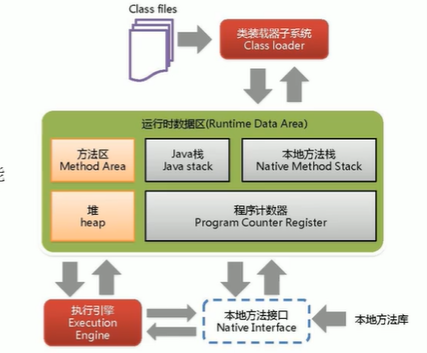 Class files
类装载器子系统
Class loader
运行时数据区(Runtime Data Area)
方法区
Method Area
Java栈
Java stack
本地方法栈
Native Method Stack
堆
heap
程序计数器
Program Counter Register
执行引擎
Execution
Engine
本地方法接口
Native Interface
本地方法库